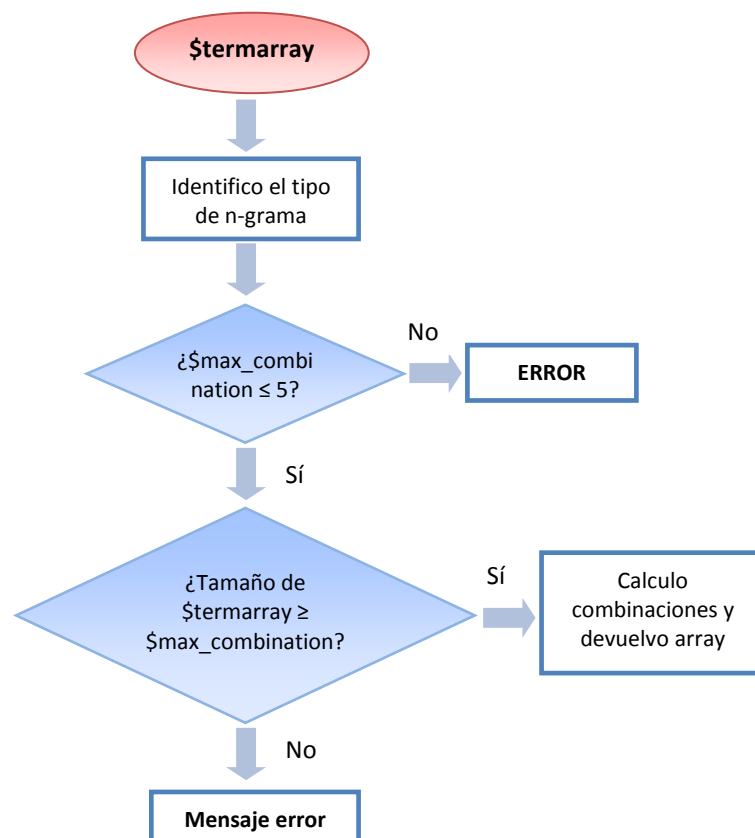 $termarray
Identifico el tipo
de n-grama
¿$max_combi
nation ≤ 5?
No
ERROR
Sí
¿Tamaño de
$termarray ≥
$max_combination?
Sí
Calculo
combinaciones y
devuelvo array
No
Mensaje error